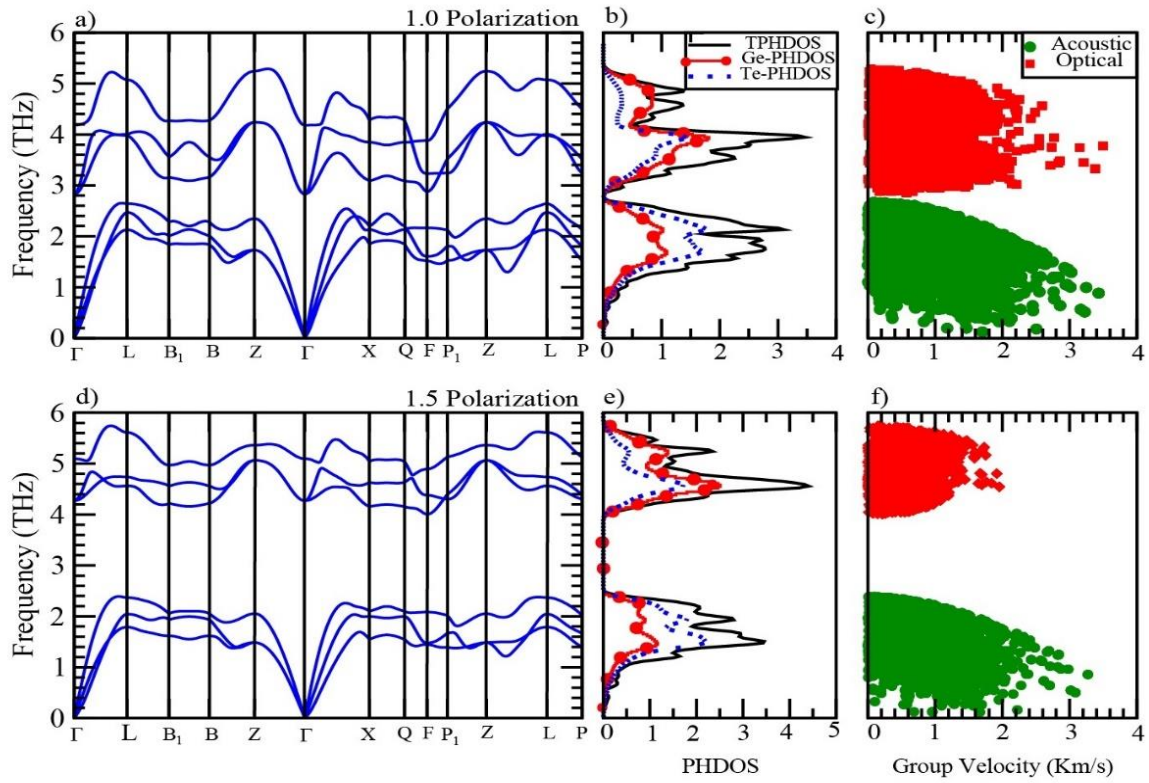 a) 1.0 Polarization b) c)
6 TPHDOS Acoustic
Ge-PHDOS Optical
5 Te-PHDOS
4
3
2
1
0
Frequency (THz)
Γ L B1 B Z Γ X Q F P1 Z L P
0 1 2 3 4 5
0 1 2 3 4
d) 1.5 Polarization e) f)
6
5
4
3
2
1
0
Frequency (THz)
Γ L B1 B Z Γ X Q F P1 Z L P
0 1 2 3 4 5
0 1 2 3 4
PHDOS Group Velocity (Km/s)